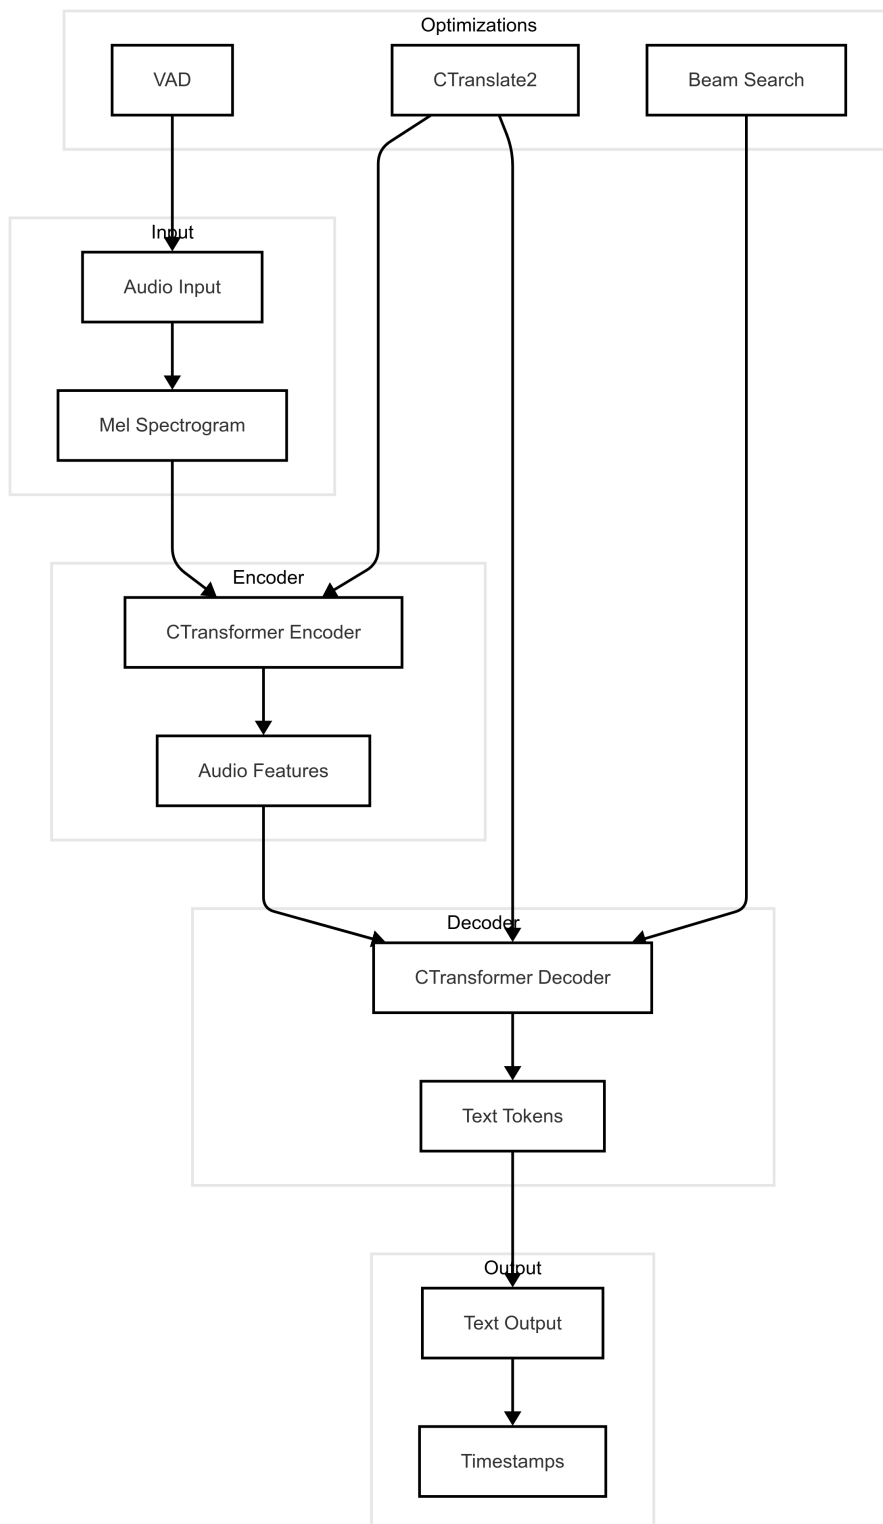 Optimizations
VAD
CTranslate2
Beam Search
Input
Audio Input
Mel Spectrogram
Encoder
CTransformer Encoder
Audio Features
Decoder
CTransformer Decoder
Text Tokens
Output
Text Output
Timestamps